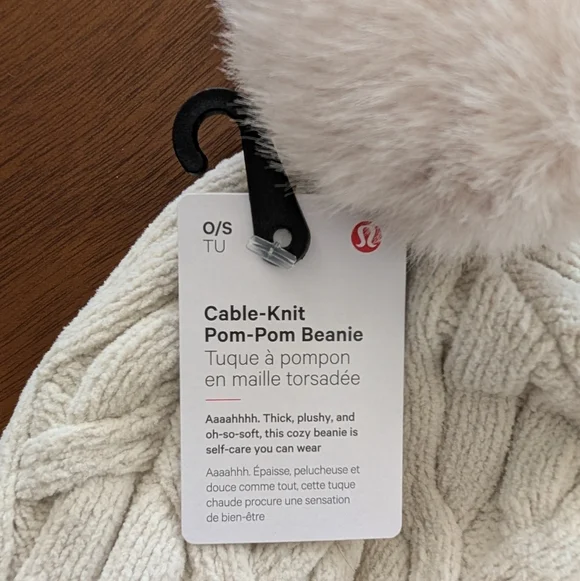 O/S
TU
Cable-Knit
Pom-Pom Beanie
Tuque à pompon
en maille torsadée
Aaaahhhh. Thick, plushy, and
oh-so-soft, this cozy beanie is
self-care you can wear
Aaaahhh. Épaisse, pelucheuse et
douce comme tout, cette tuque
chaude procure une sensation
de bien-être